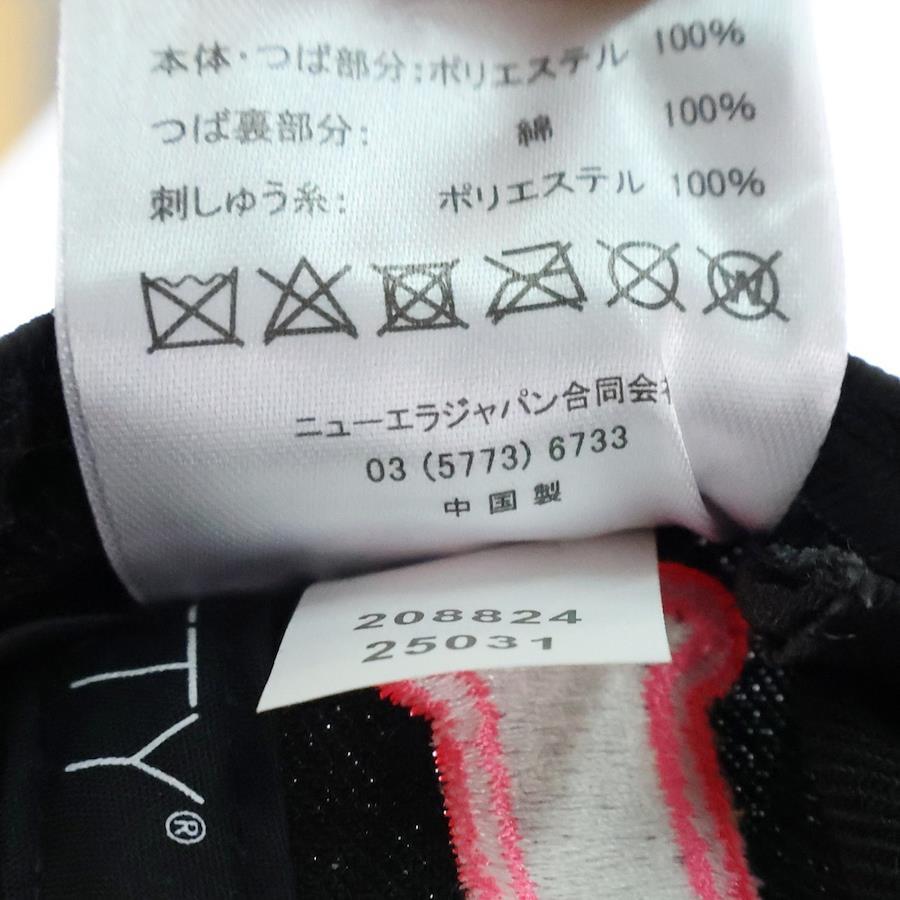 本体・つば部分:ポリエステル 100%
つば裏部分: 綿 100%
刺しゅう糸: ポリエステル 100%
W
ニューエラジャパン合同会
03 (5773) 6733
中国製
208824
25031
TY®